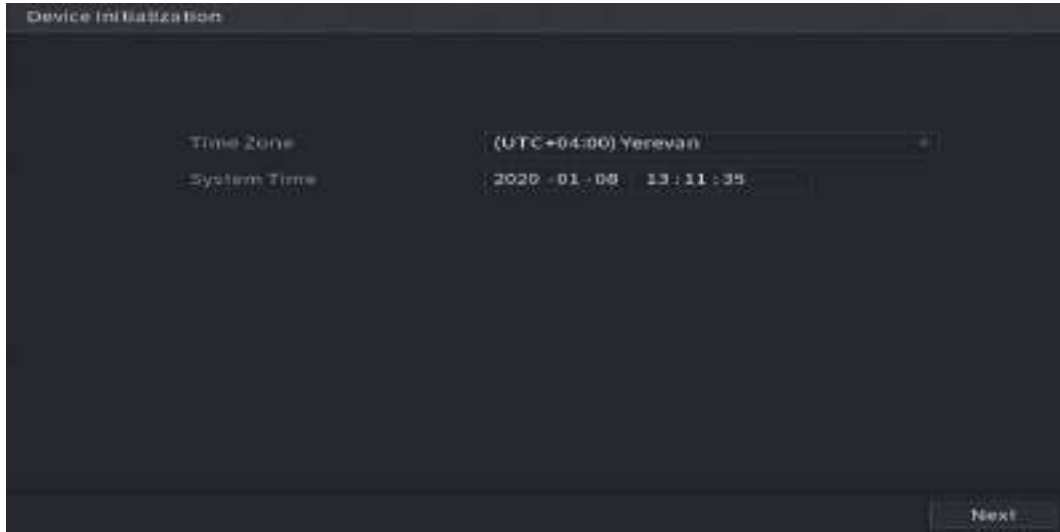 Device Initialization
Time Zone (UTC+04:00) Yerevan
System Time 2020 - 01 - 08 13 : 11 : 35
Next